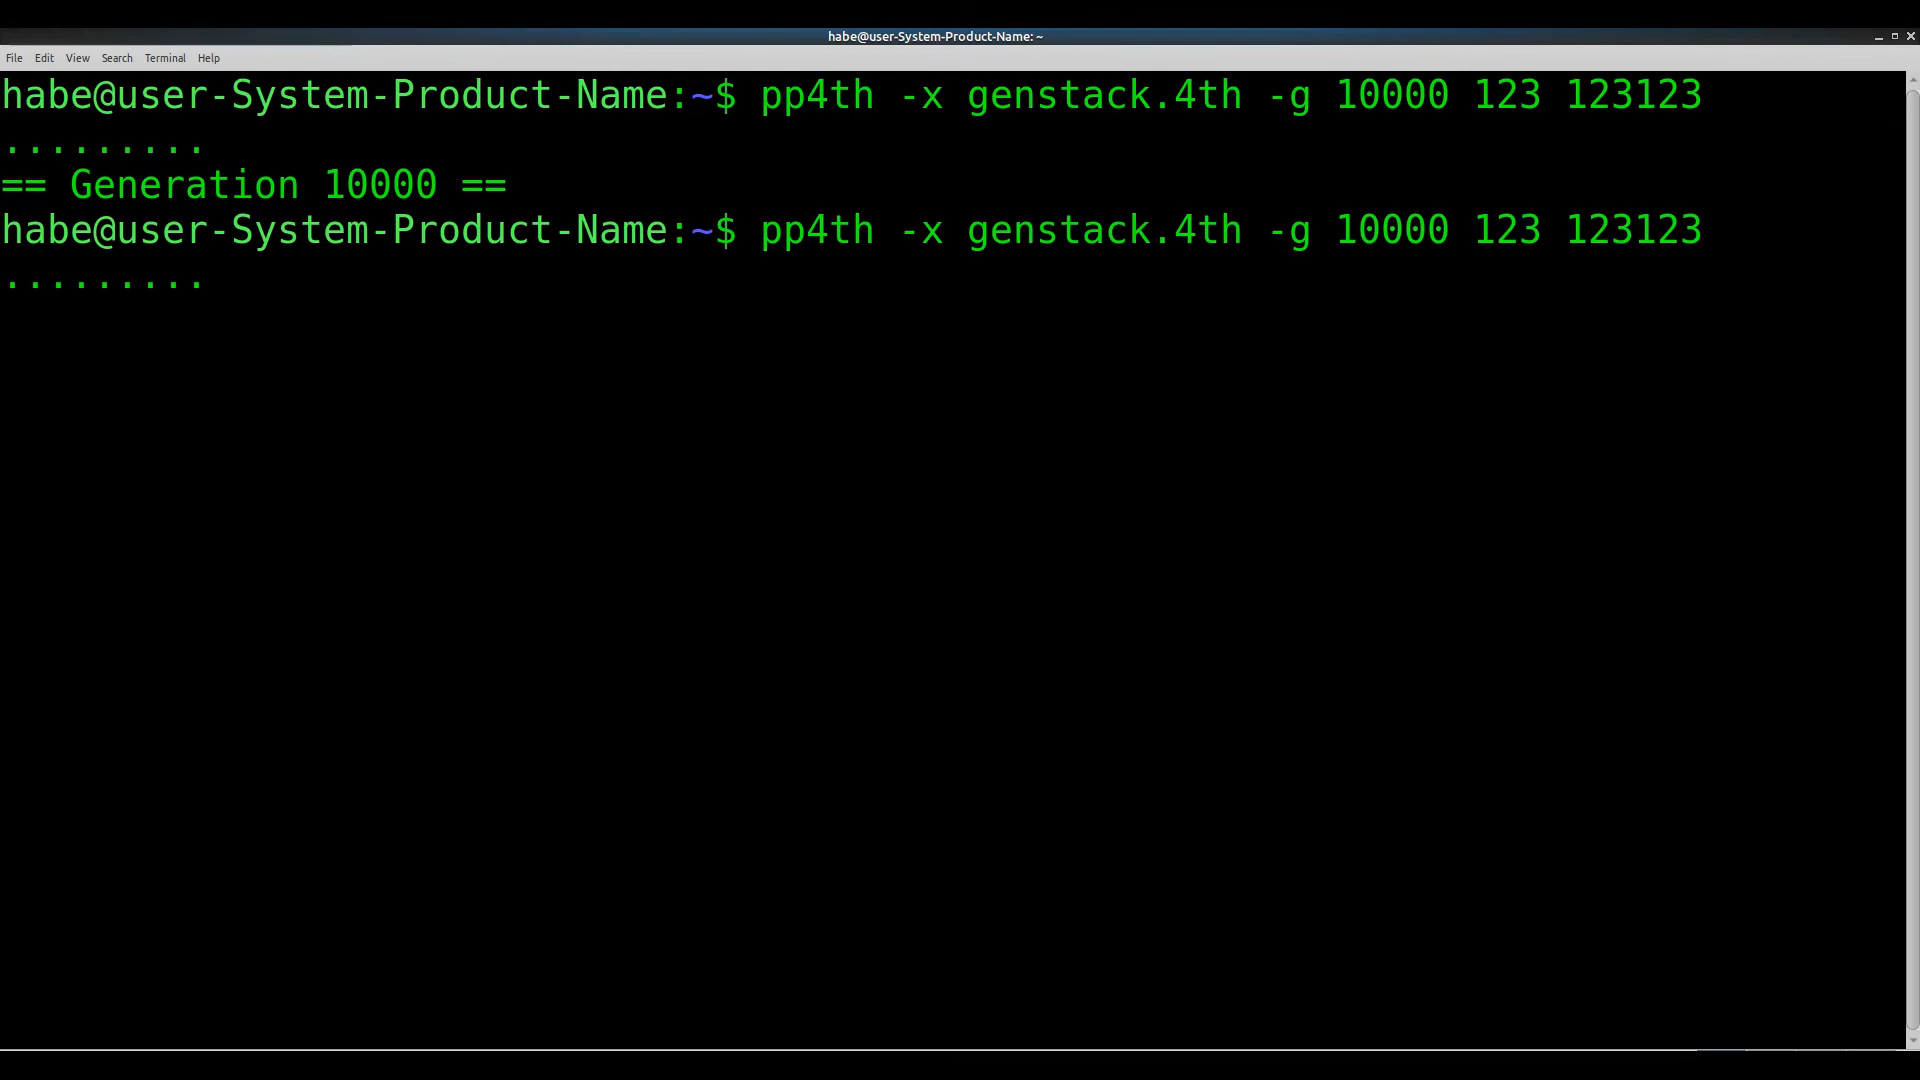 habe@user-System-Product-Name: ~
File Edit View Search Terminal Help
habe@user-System-Product-Name:~$ pp4th -x genstack.4th -g 10000 123 123123
.........
== Generation 10000 ==
habe@user-System-Product-Name:~$ pp4th -x genstack.4th -g 10000 123 123123
.........